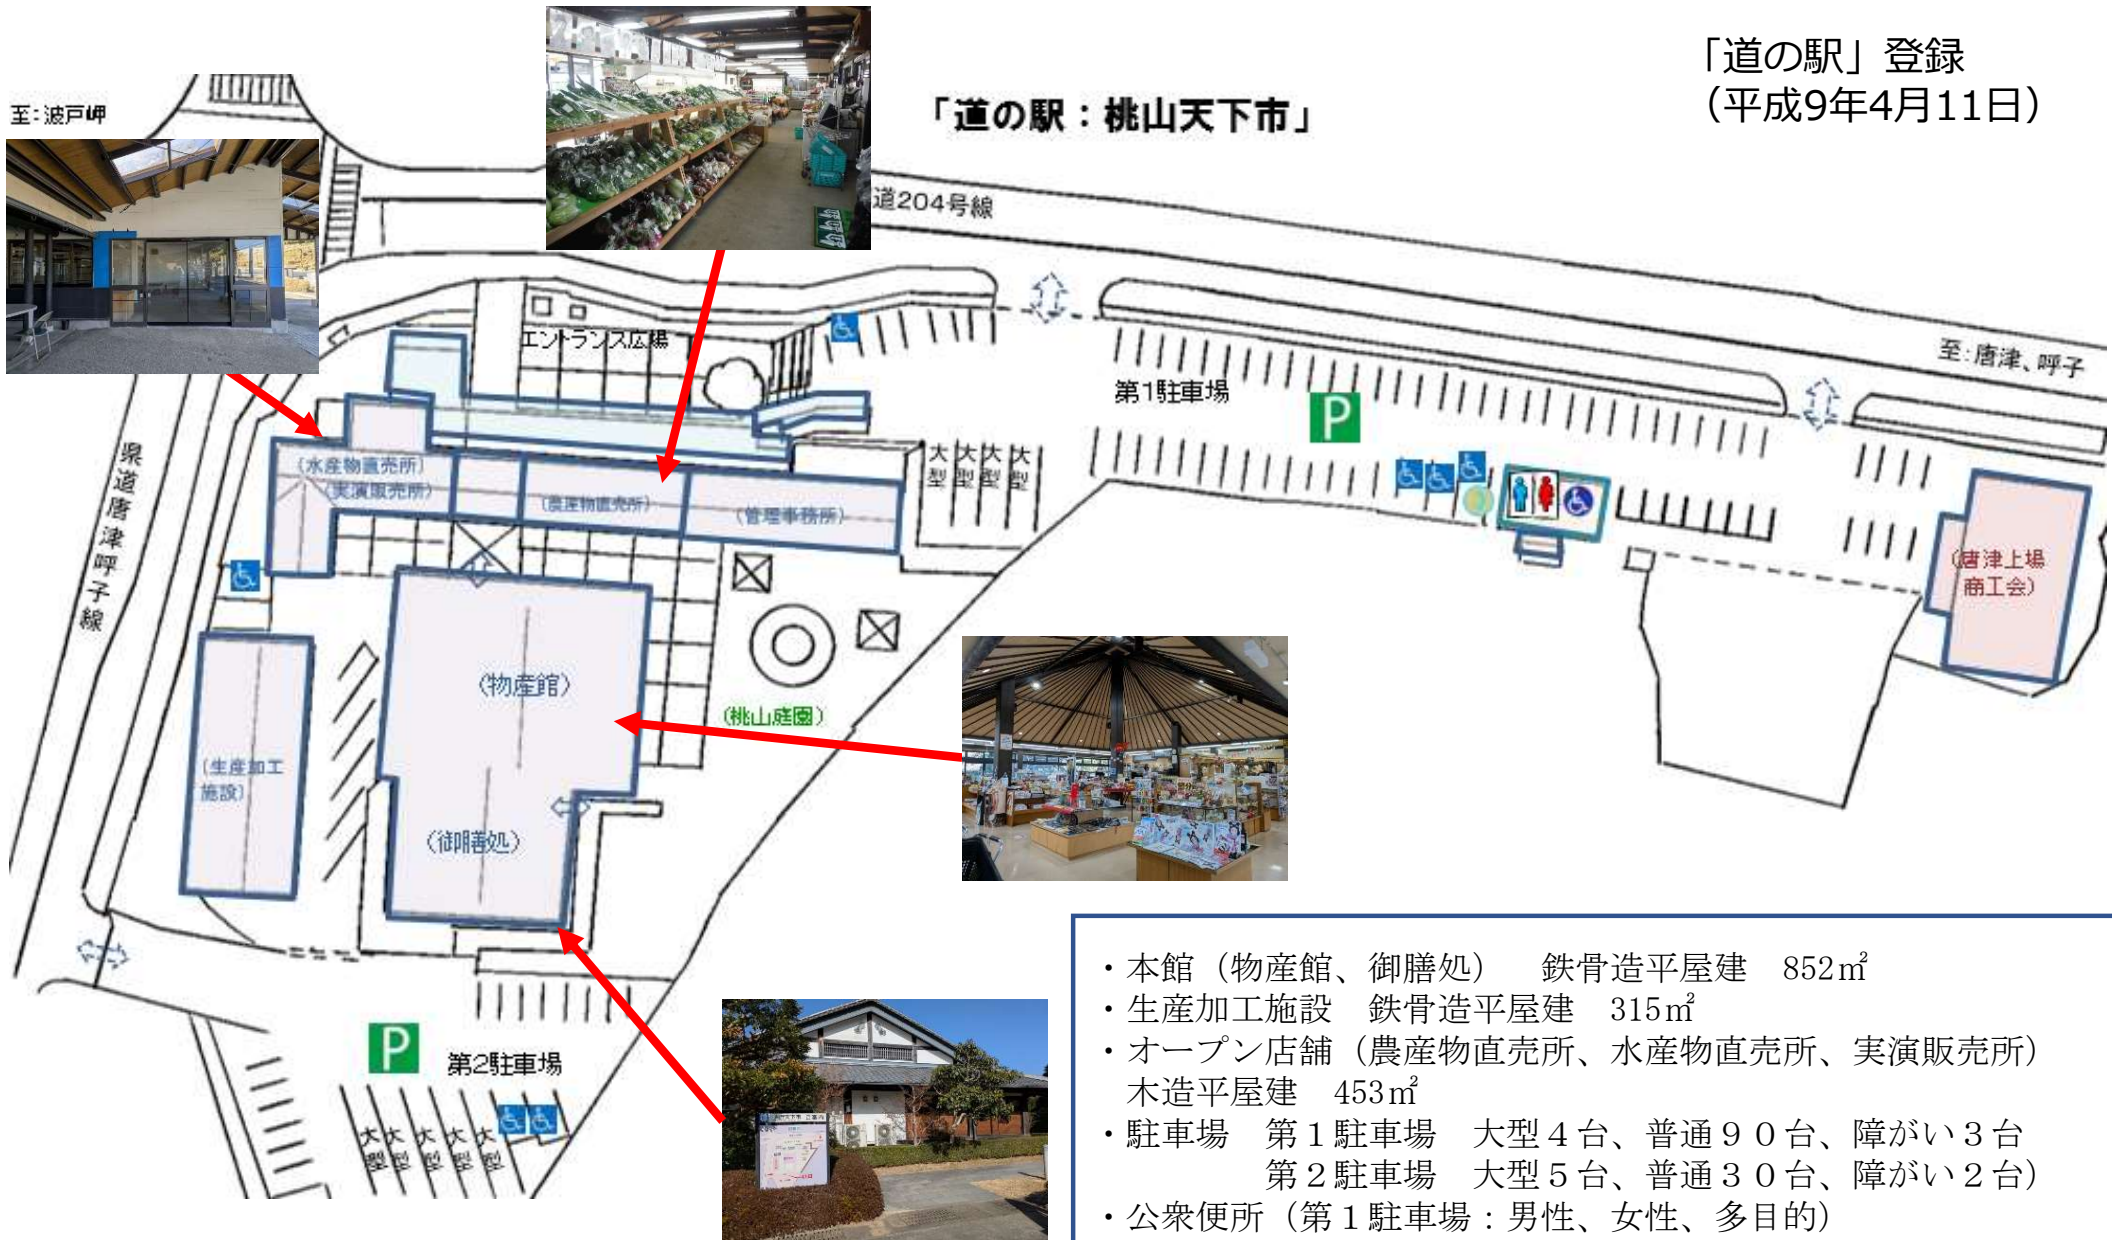 「道の駅」登録
（平成9年4月11日）
「道の駅：桃山天下市」
至：波戸岬
道204号線
至：唐津、呼子
エントランス広場
第1駐車場
P
県道唐津呼子線
（水産物直売所）
（実演販売所）
（農産物直売所）
（管理事務所）
大型
大型
大型
大型
（唐津上場
商工会）
（物産館）
（桃山庭園）
（生産加工
施設）
（御膳処）
P
第2駐車場
大型
大型
大型
大型
大型
・本館（物産館、御膳処）　鉄骨造平屋建　852㎡
・生産加工施設　鉄骨造平屋建　315㎡
・オープン店舗（農産物直売所、水産物直売所、実演販売所）
木造平屋建　453㎡
・駐車場　第１駐車場　大型４台、普通９０台、障がい３台
第２駐車場　大型５台、普通３０台、障がい２台）
・公衆便所（第１駐車場：男性、女性、多目的）